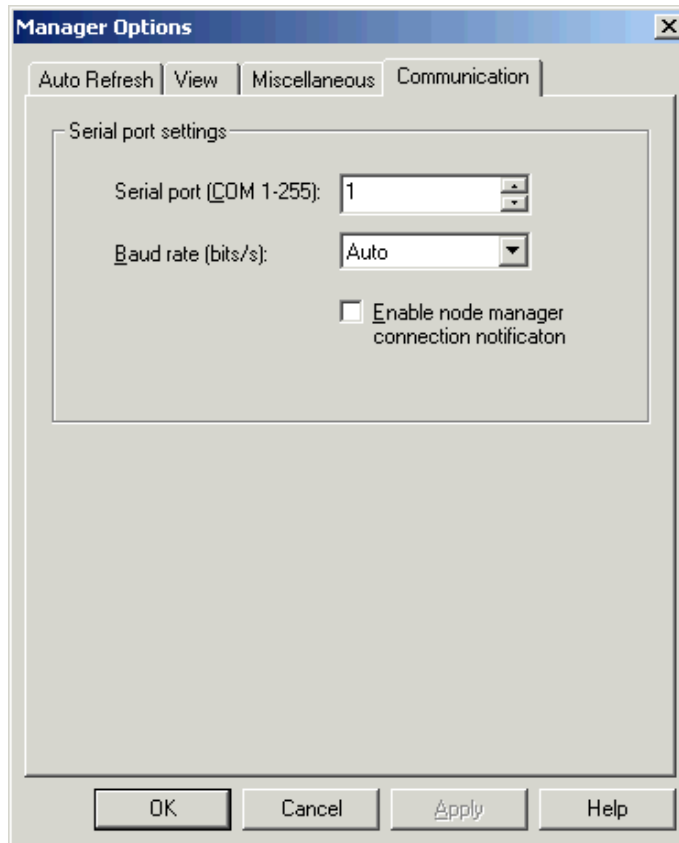 Manager Options
Auto Refresh View Miscellaneous Communication
Serial port settings
Serial port (COM 1-255): 1
Baud rate (bits/s): Auto
Enable node manager
connection notificaton
OK Cancel Apply Help